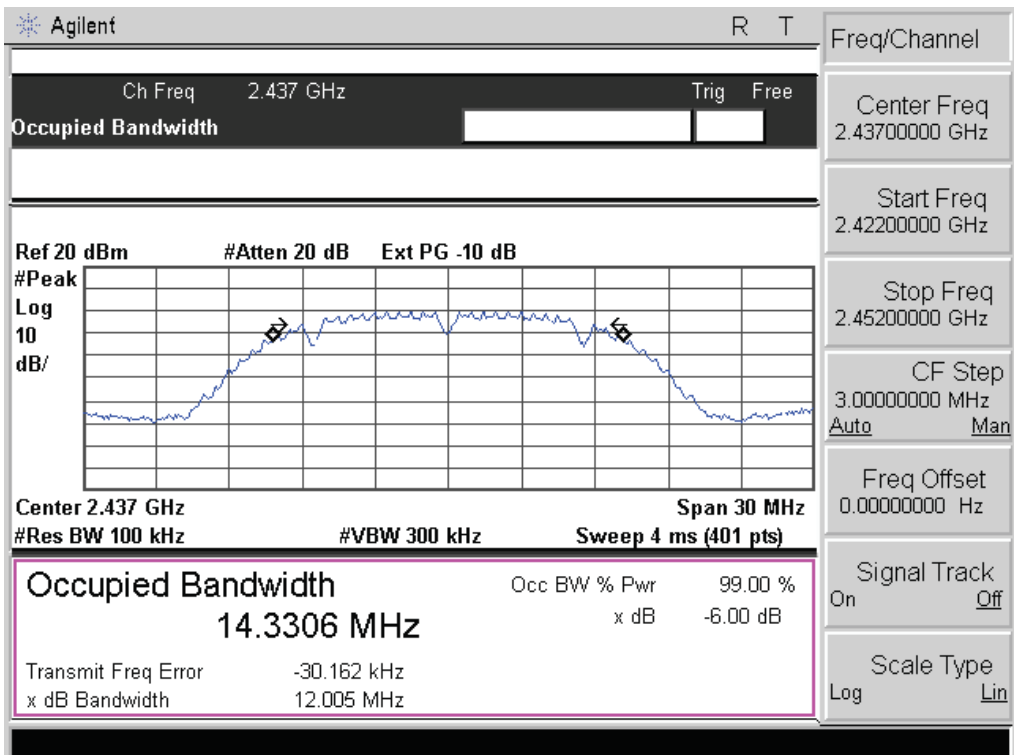 Agilent R T
Ch Freq 2.437 GHz Trig Free
Occupied Bandwidth
Ref 20 dBm #Atten 20 dB Ext PG -10 dB
#Peak
Log
10
dB/
Center 2.437 GHz Span 30 MHz
#Res BW 100 kHz #VBW 300 kHz Sweep 4 ms (401 pts)
Occupied Bandwidth Occ BW % Pwr 99.00 %
14.3306 MHz x dB -6.00 dB
Transmit Freq Error -30.162 kHz
x dB Bandwidth 12.005 MHz
Freq/Channel
Center Freq
2.43700000 GHz
Start Freq
2.42200000 GHz
Stop Freq
2.45200000 GHz
CF Step
3.00000000 MHz
Auto Man
Freq Offset
0.00000000 Hz
Signal Track
On Off
Scale Type
Log Lin